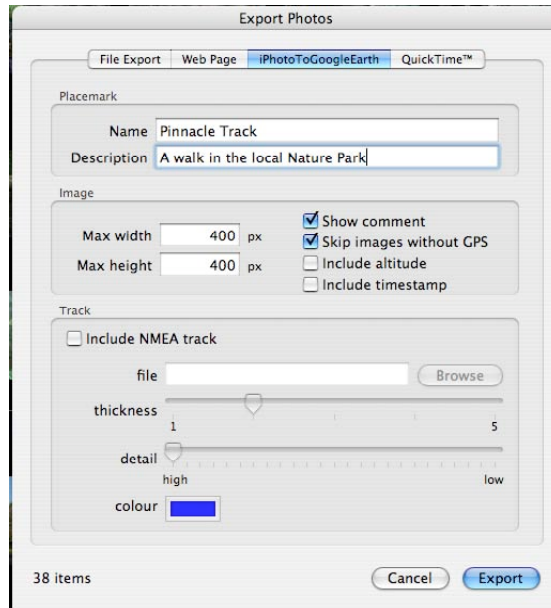 Export Photos
File Export Web Page iPhotoToGoogleEarth QuickTime™
Placemark
Name Pinnacle Track
Description A walk in the local Nature Park
Image
Max width 400 px
Max height 400 px
Show comment
Skip images without GPS
Include altitude
Include timestamp
Track
Include NMEA track
file Browse
thickness
1 5
detail
high low
colour
38 items Cancel Export